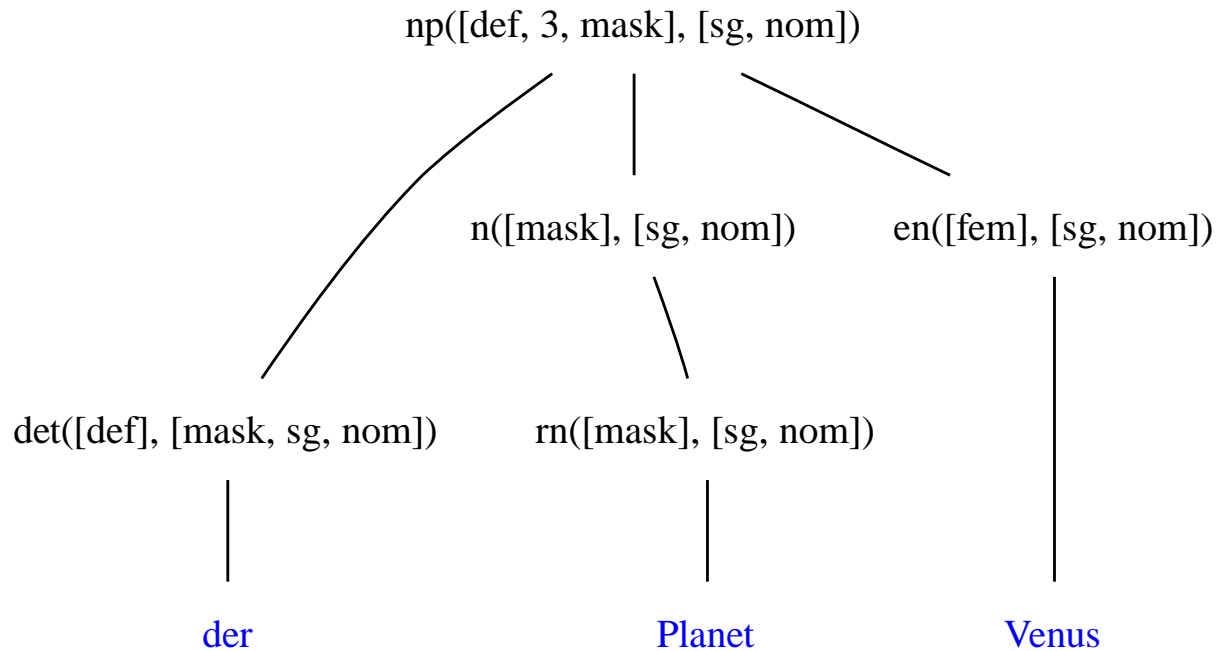 np([def, 3, mask], [sg, nom])
n([mask], [sg, nom])
en([fem], [sg, nom])
det([def], [mask, sg, nom])
rn([mask], [sg, nom])
der
Planet
Venus